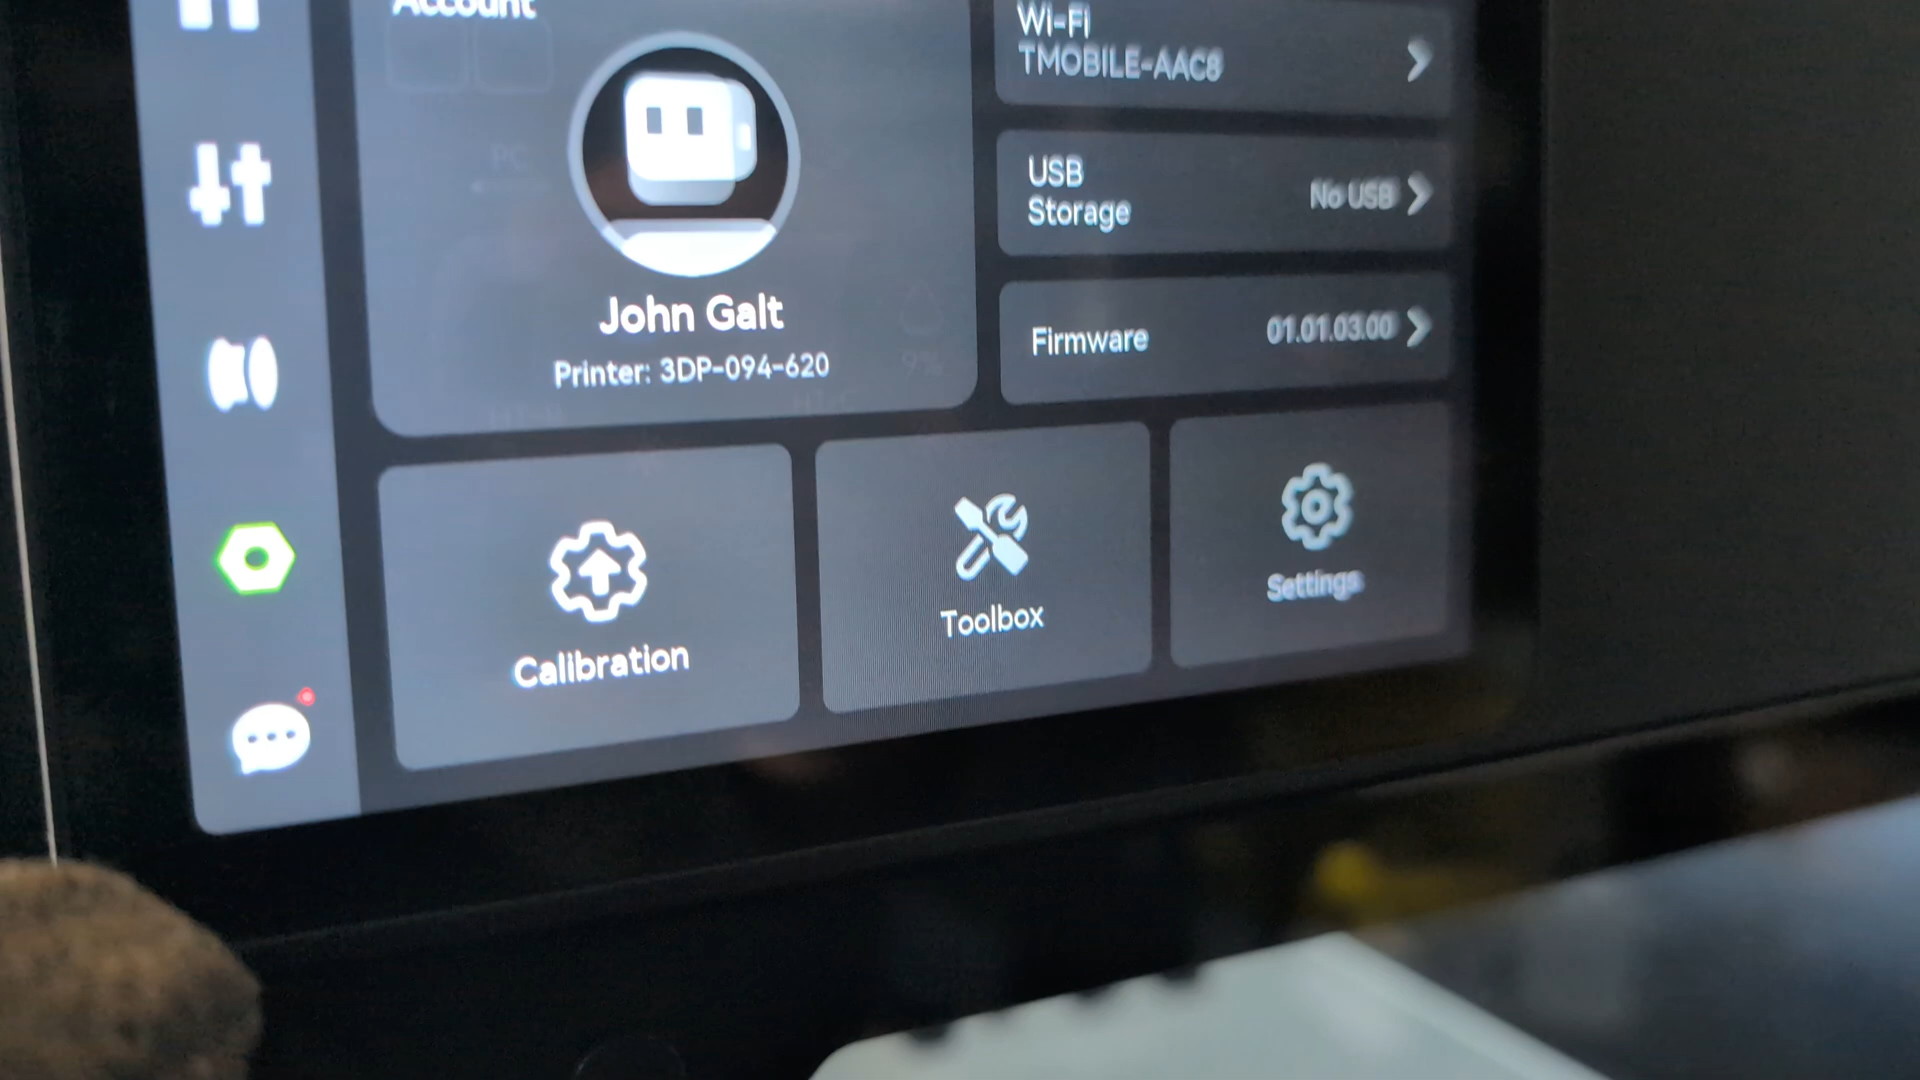 Account
John Galt
Printer: 3DP-094-620
Wi-Fi
TMOBILE-AAC8
USB
Storage
No USB
Firmware
01.01.03.00
Calibration
Toolbox
Settings